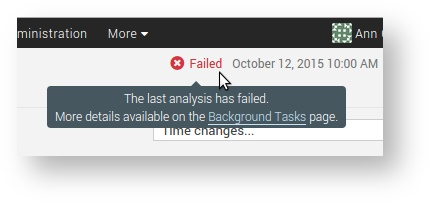 ministration More Ann
Failed October 12, 2015 10:00 AM
The last analysis has failed.
More details available on the Background Tasks page.
Time changes...